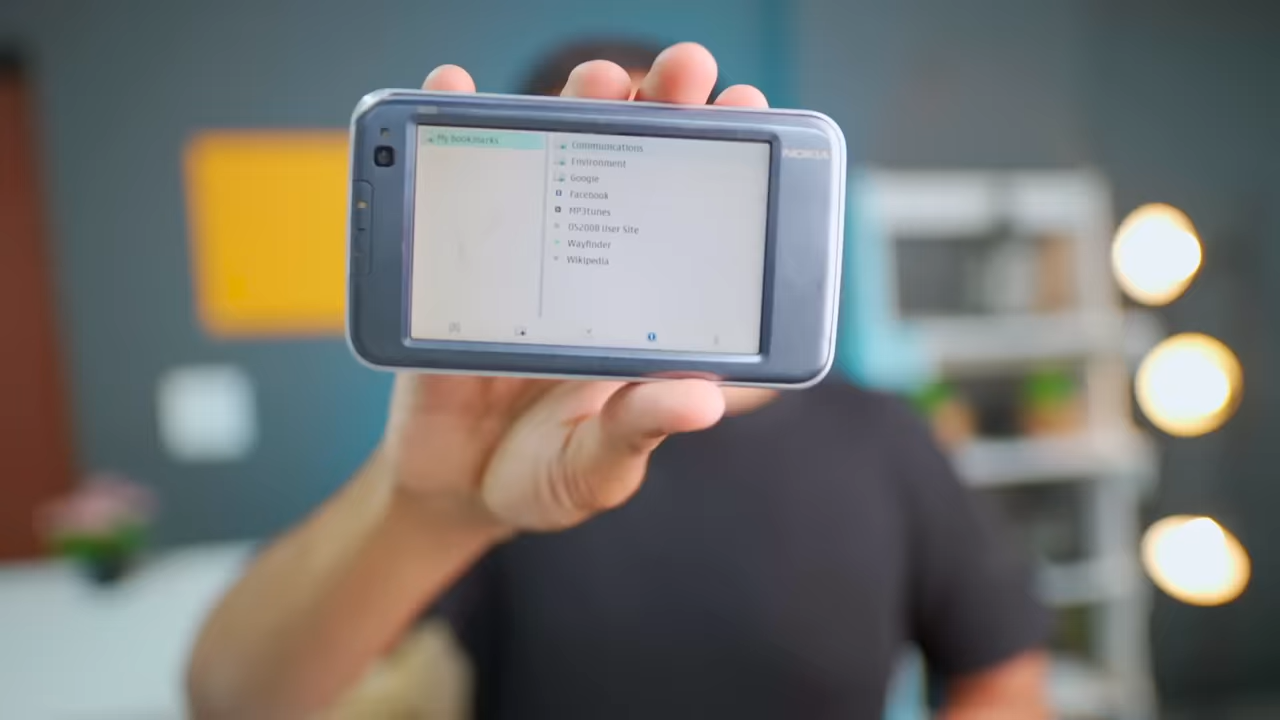 My bookmarks
Communications
Environment
Google
Facebook
MP3tunes
OS2008 User Site
Wayfinder
Wikipedia
NOKIA